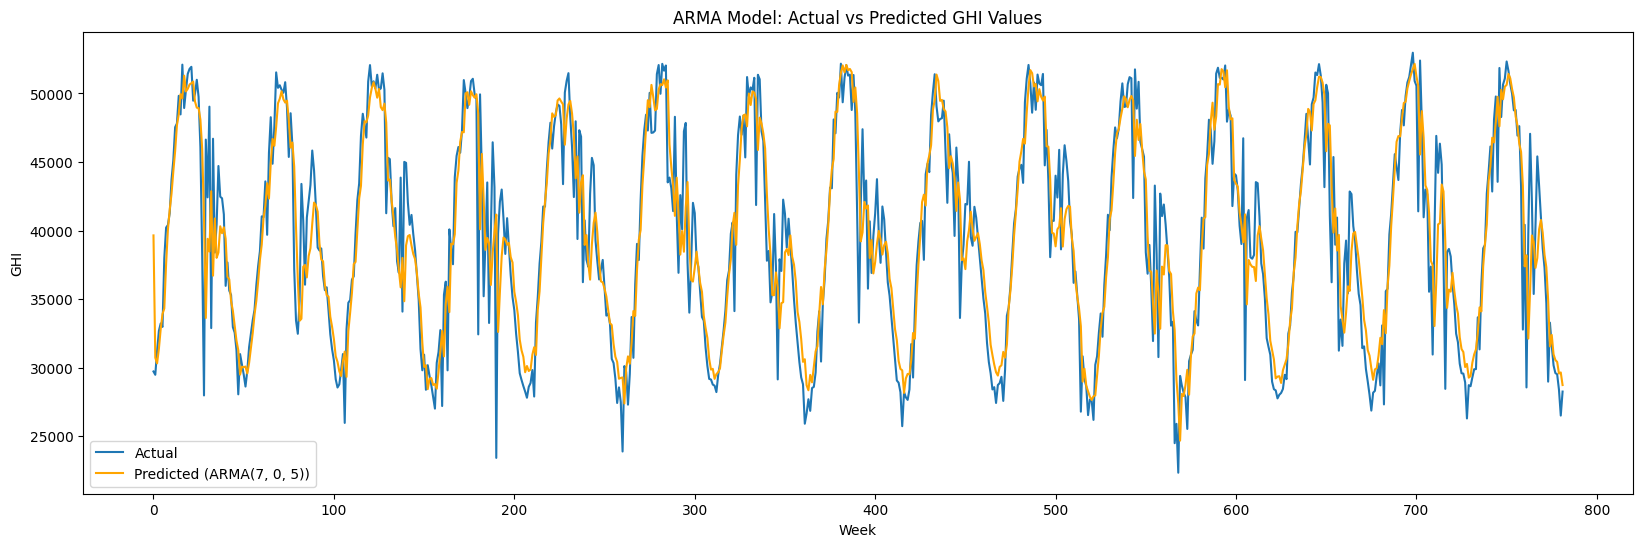 ARMA Model: Actual vs Predicted GHI Values
GHI
50000
45000
40000
35000
30000
25000
Actual
Predicted (ARMA(7, 0, 5))
0 100 200 300 400 500 600 700 800
Week